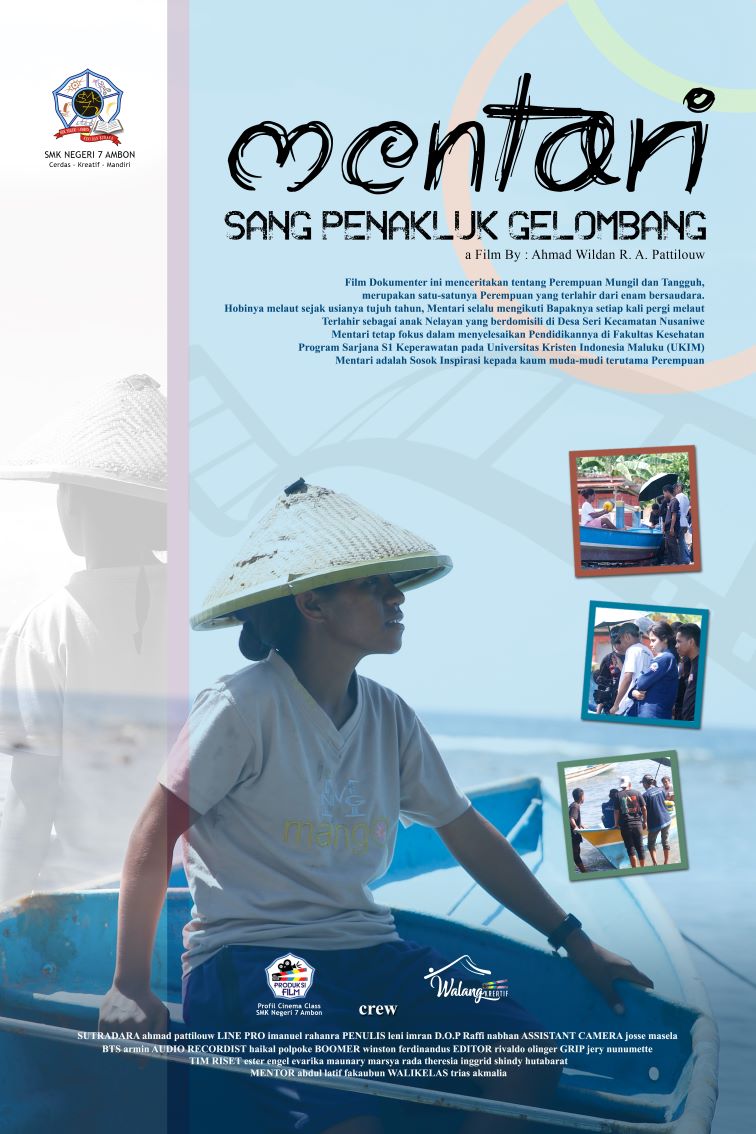 SMK NEGERI 7 AMBON
Cerdas - Kreatif - Mandiri
mentari
SANG PENAKLUK GELOMBANG
a Film By : Ahmad Wildan R. A. Pattilouw
Film Dokumenter ini menceritakan tentang Perempuan Mungil dan Tangguh,
merupakan satu-satunya Perempuan yang terlahir dari enam bersaudara.
Hobinya melaut sejak usianya tujuh tahun, Mentari selalu mengikuti Bapaknya setiap kali pergi melaut
Terlahir sebagai anak Nelayan yang berdomisili di Desa Seri Kecamatan Nusaniwe
Mentari tetap fokus dalam menyelesaikan Pendidikannya di Fakultas Kesehatan
Program Sarjana S1 Keperawatan pada Universitas Kristen Indonesia Maluku (UKIM)
Mentari adalah Sosok Inspirasi kepada kaum muda-mudi terutama Perempuan
mango
PRODUKSI
FILM
Profil Cinema Class
SMK Negeri 7 Ambon
Walang
KREATIF
crew
SUTRADARA ahmad pattilouw LINE PRO imanuel rahanra PENULIS leni imran D.O.P Raffi nabhan ASSISTANT CAMERA josse masela
BTS armin AUDIO RECORDIST haikal polpoke BOOMER winston ferdinandus EDITOR rivaldo olinger GRIP jery nunumette
TIM RISET ester engel evarika maunary marsya rada theresia inggrid shindy hutabarat
MENTOR abdul latif fakaubun WALIKELAS trias akmalia